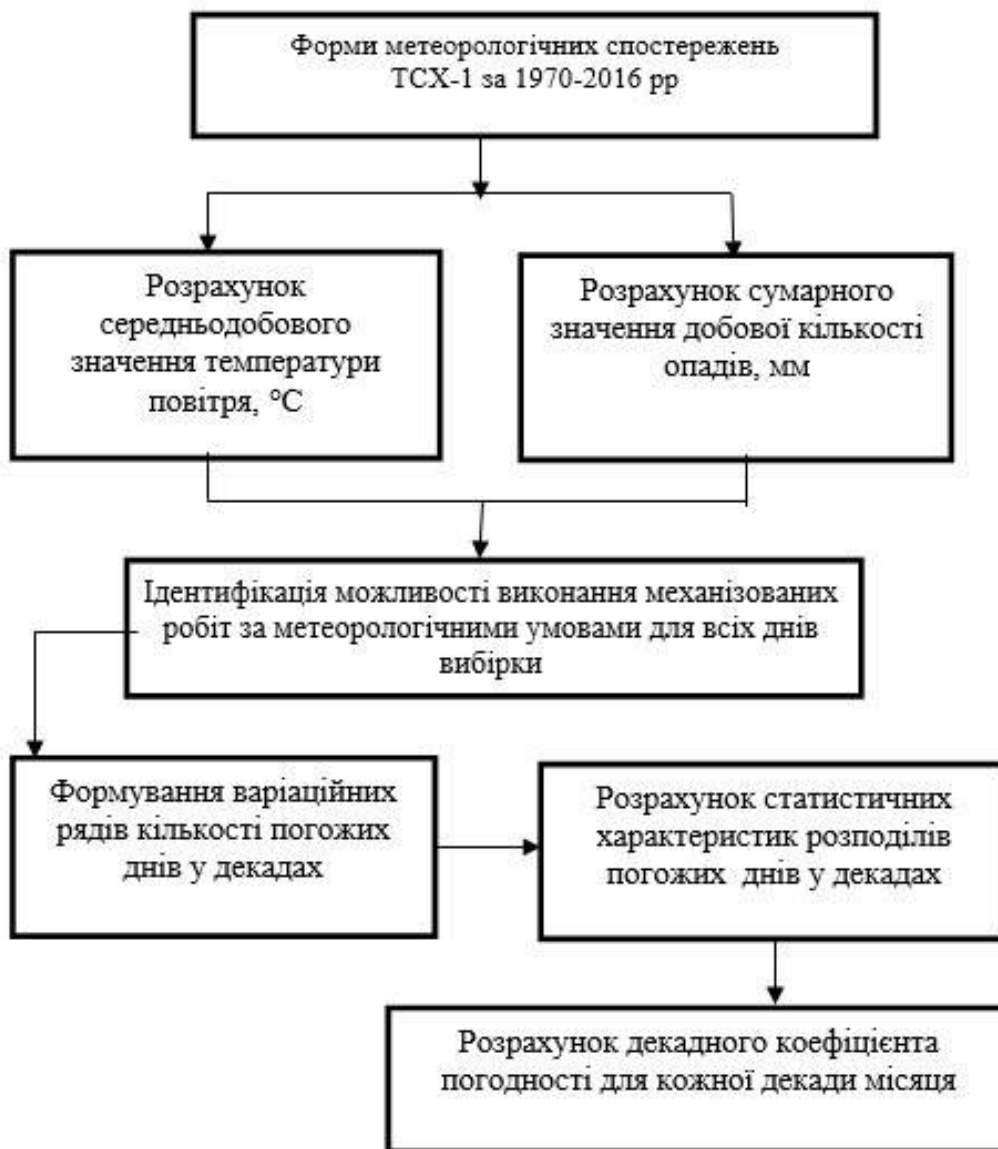 Форми метеорологічних спостережень
ТСХ-1 за 1970-2016 рр
Розрахунок
середньодобового
значення температури
повітря, °С
Розрахунок сумарного
значення добової кількості
опадів, мм
Ідентифікація можливості виконання механізованих
робіт за метеорологічними умовами для всіх днів
вибірки
Формування варіаційних
рядів кількості погожих
днів у декадах
Розрахунок статистичних
характеристик розподілів
погожих днів у декадах
Розрахунок декадного коефіцієнта
погодності для кожної декади місяця